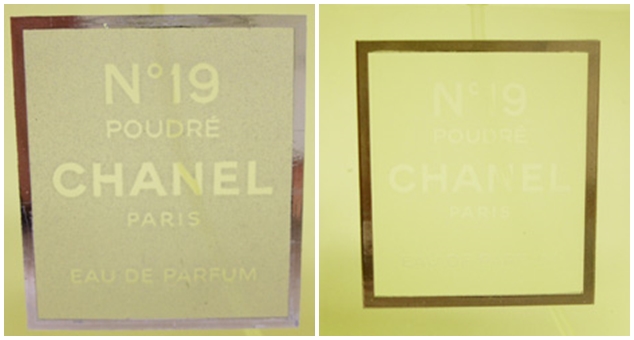 N°19
POUDRÉ
CHANEL
PARIS
EAU DE PARFUM
N°19
POUDRÉ
CHANEL
PARIS